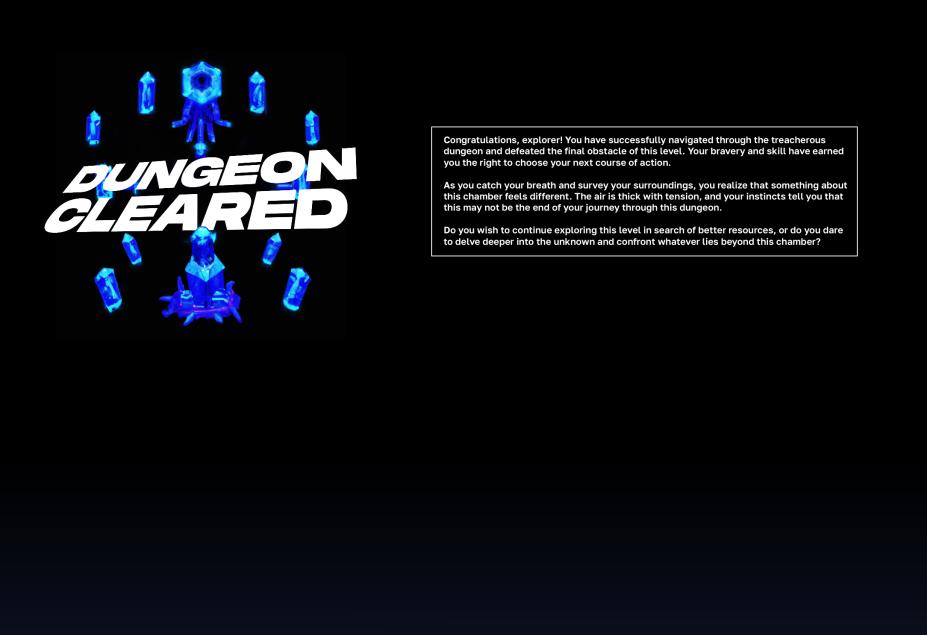 DUNGEON
CLEARED
Congratulations, explorer! You have successfully navigated through the treacherous
dungeon and defeated the final obstacle of this level. Your bravery and skill have earned
you the right to choose your next course of action.
As you catch your breath and survey your surroundings, you realize that something about
this chamber feels different. The air is thick with tension, and your instincts tell you that
this may not be the end of your journey through this dungeon.
Do you wish to continue exploring this level in search of better resources, or do you dare
to delve deeper into the unknown and confront whatever lies beyond this chamber?